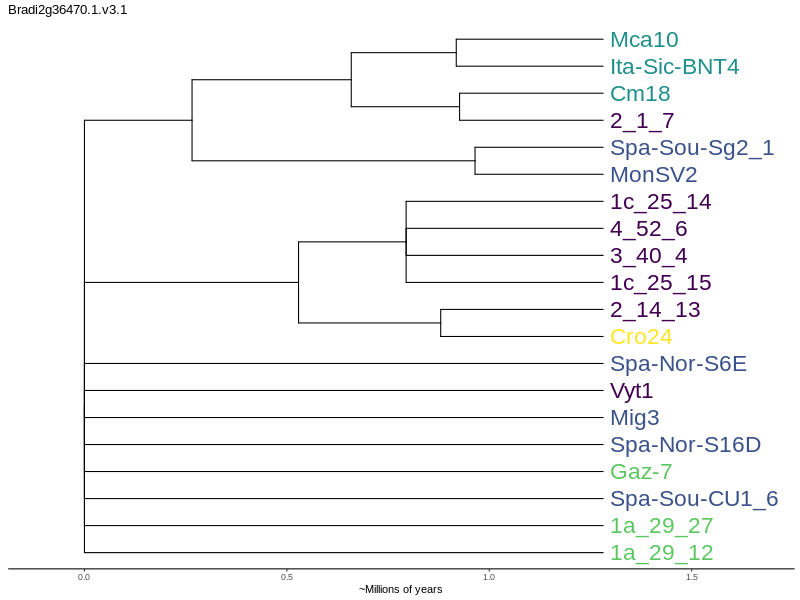 Bradi2g36470.1.v3.1
Mca10
Ita-Sic-BNT4
Cm18
2_1_7
Spa-Sou-Sg2_1
MonSV2
1c_25_14
4_52_6
3_40_4
1c_25_15
2_14_13
Cro24
Spa-Nor-S6E
Vyt1
Mig3
Spa-Nor-S16D
Gaz-7
Spa-Sou-CU1_6
1a_29_27
1a_29_12
0.0 0.5 1.0 1.5
~Millions of years